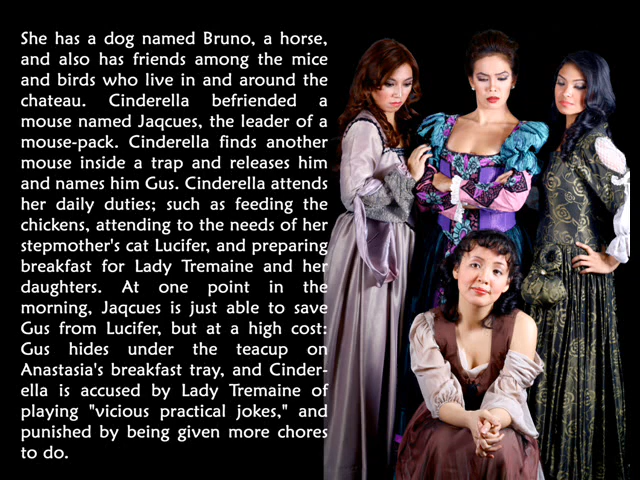 She has a dog named Bruno, a horse,
and also has friends among the mice
and birds who live in and around the
chateau. Cinderella befriended a
mouse named Jaqcues, the leader of a
mouse-pack. Cinderella finds another
mouse inside a trap and releases him
and names him Gus. Cinderella attends
her daily duties; such as feeding the
chickens, attending to the needs of her
stepmother's cat Lucifer, and preparing
breakfast for Lady Tremaine and her
daughters. At one point in the
morning, Jaqcues is just able to save
Gus from Lucifer, but at a high cost:
Gus hides under the teacup on
Anastasia's breakfast tray, and Cinder-
ella is accused by Lady Tremaine of
playing "vicious practical jokes," and
punished by being given more chores
to do.